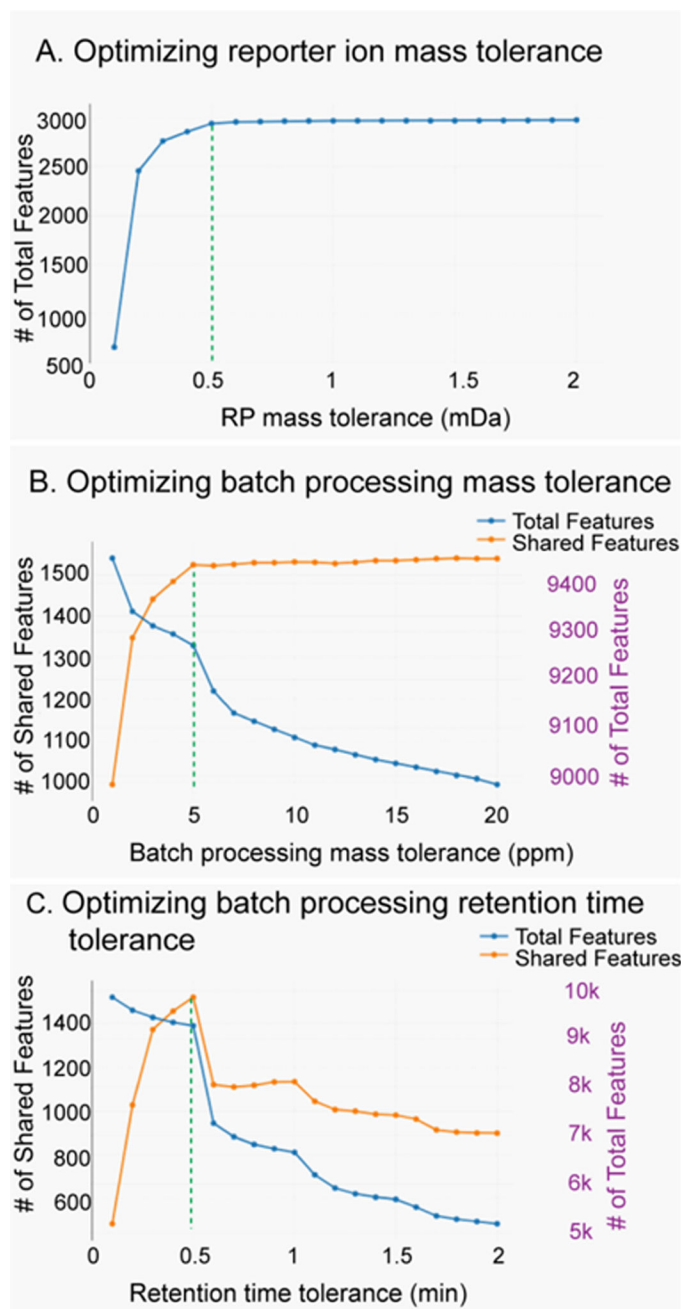 A. Optimizing reporter ion mass tolerance
# of Total Features
3000
2500
2000
1500
1000
500
0 0.5 1 1.5 2
RP mass tolerance (mDa)
B. Optimizing batch processing mass tolerance
Total Features
Shared Features
# of Shared Features
1500
1400
1300
1200
1100
1000
9400
9300
9200
9100
9000
# of Total Features
0 5 10 15 20
Batch processing mass tolerance (ppm)
C. Optimizing batch processing retention time
tolerance
Total Features
Shared Features
# of Shared Features
1400
1200
1000
800
600
10k
9k
8k
7k
6k
5k
# of Total Features
0 0.5 1 1.5 2
Retention time tolerance (min)